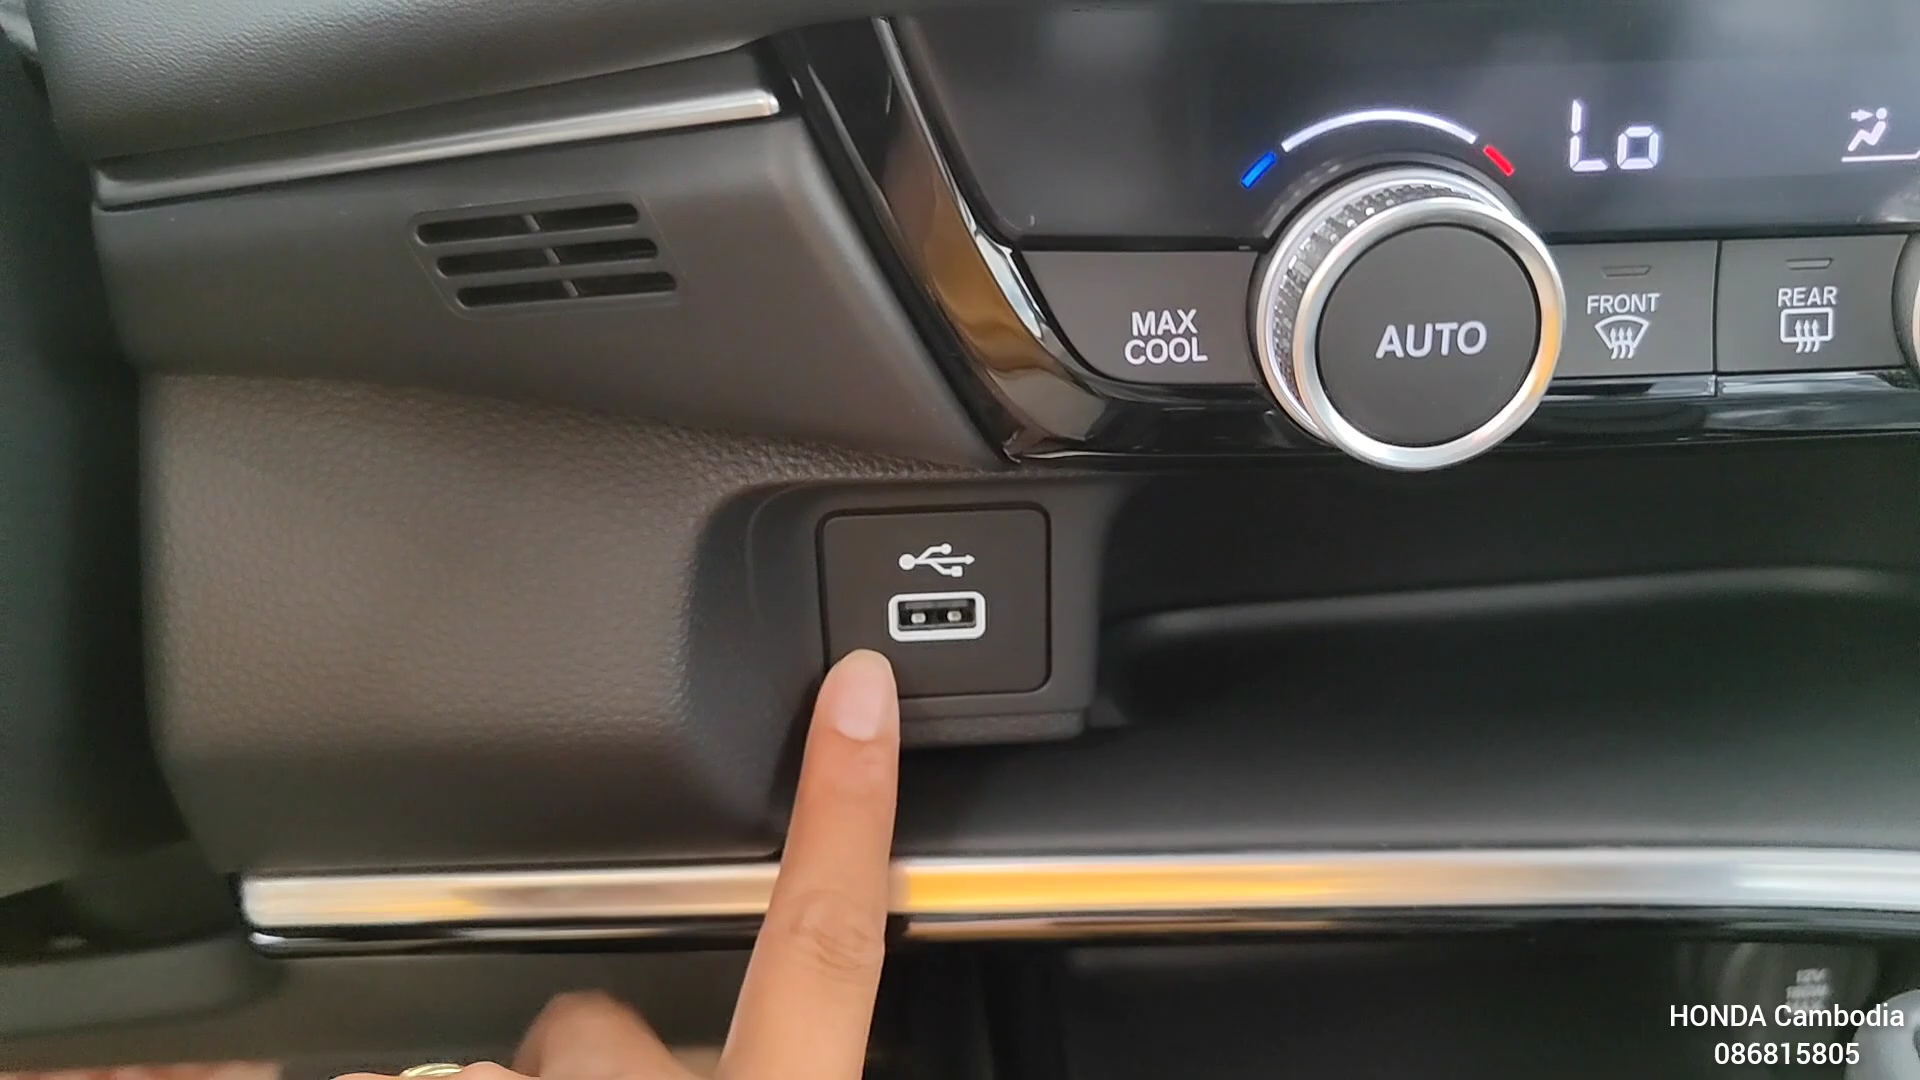 Lo
MAX
COOL
AUTO
FRONT
REAR
HONDA Cambodia
086815805